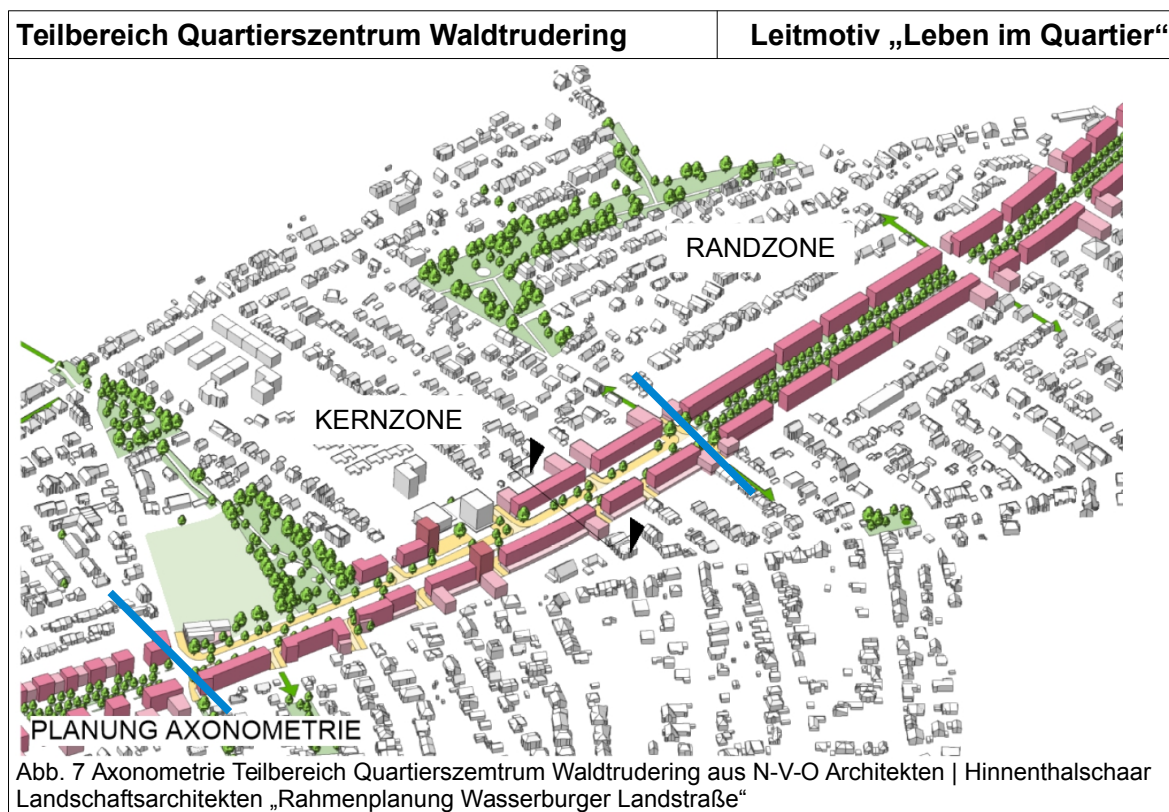 Teilbereich Quartierszentrum Waldtrudering
Leitmotiv „Leben im Quartier“
RANDZONE
KERNZONE
PLANUNG AXONOMETRIE
Abb. 7 Axonometrie Teilbereich Quartierszemtrum Waldtrudering aus N-V-O Architekten | Hinnenthalschaar
Landschaftsarchitekten „Rahmenplanung Wasserburger Landstraße“